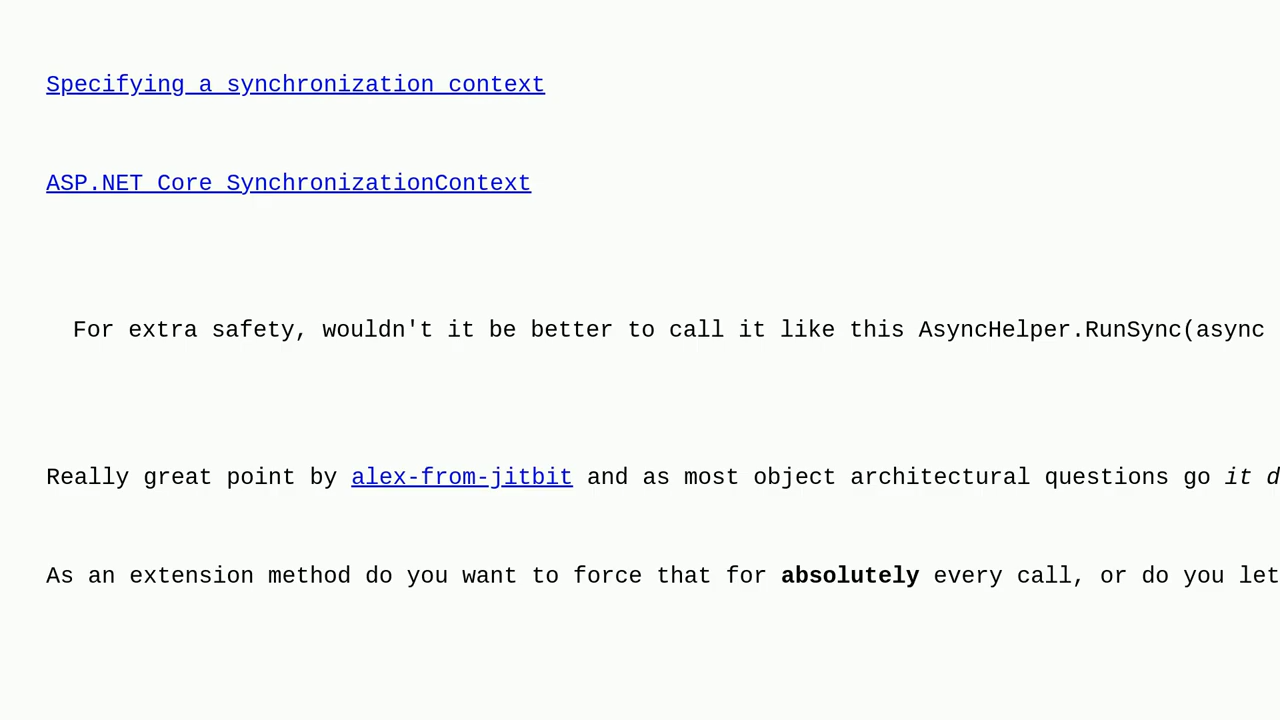 Specifying a synchronization context
ASP.NET Core SynchronizationContext
For extra safety, wouldn't it be better to call it like this AsyncHelper.RunSync(async
Really great point by alex-from-jitbit and as most object architectural questions go it d
As an extension method do you want to force that for absolutely every call, or do you let